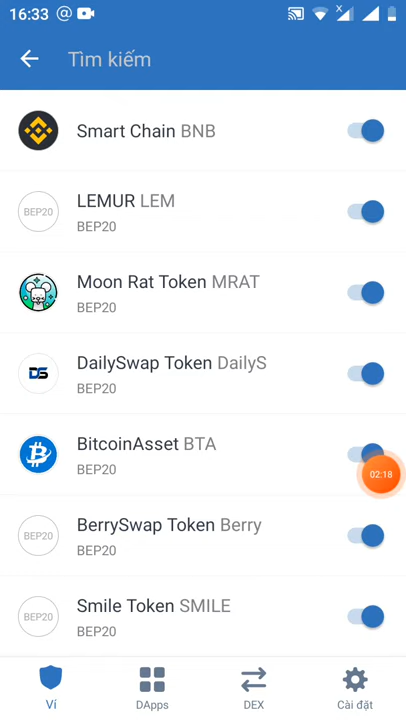 16:33
Tìm kiếm
Smart Chain BNB
BEP20
LEMUR LEM
BEP20
Moon Rat Token MRAT
BEP20
DS
DailySwap Token DailyS
BEP20
BitcoinAsset BTA
BEP20
02:18
BEP20
BerrySwap Token Berry
BEP20
BEP20
Smile Token SMILE
BEP20
Ví
DApps
DEX
Cài đặt